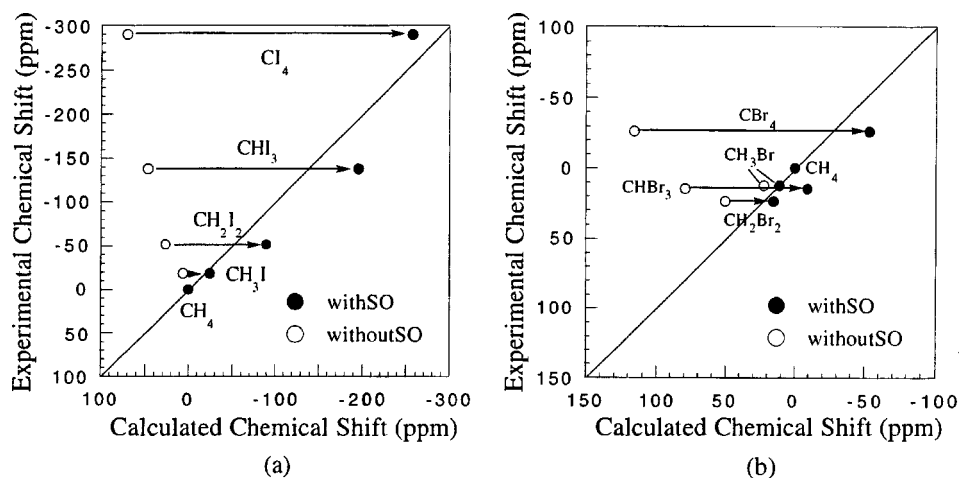 Experimental Chemical Shift (ppm)
-300
-250
-200
-150
-100
-50
0
50
100
CI₄
CHI₃
CH₂I₂
CH₃I
CH₄
withSO
withoutSO
100 0 -100 -200 -300
Calculated Chemical Shift (ppm)
(a)
Experimental Chemical Shift (ppm)
100
-50
0
50
100
150
CBr₄
CH₃Br
CH₄
CHBr₃
CH₂Br₂
withSO
withoutSO
150 100 50 0 -50 -100
Calculated Chemical Shift (ppm)
(b)